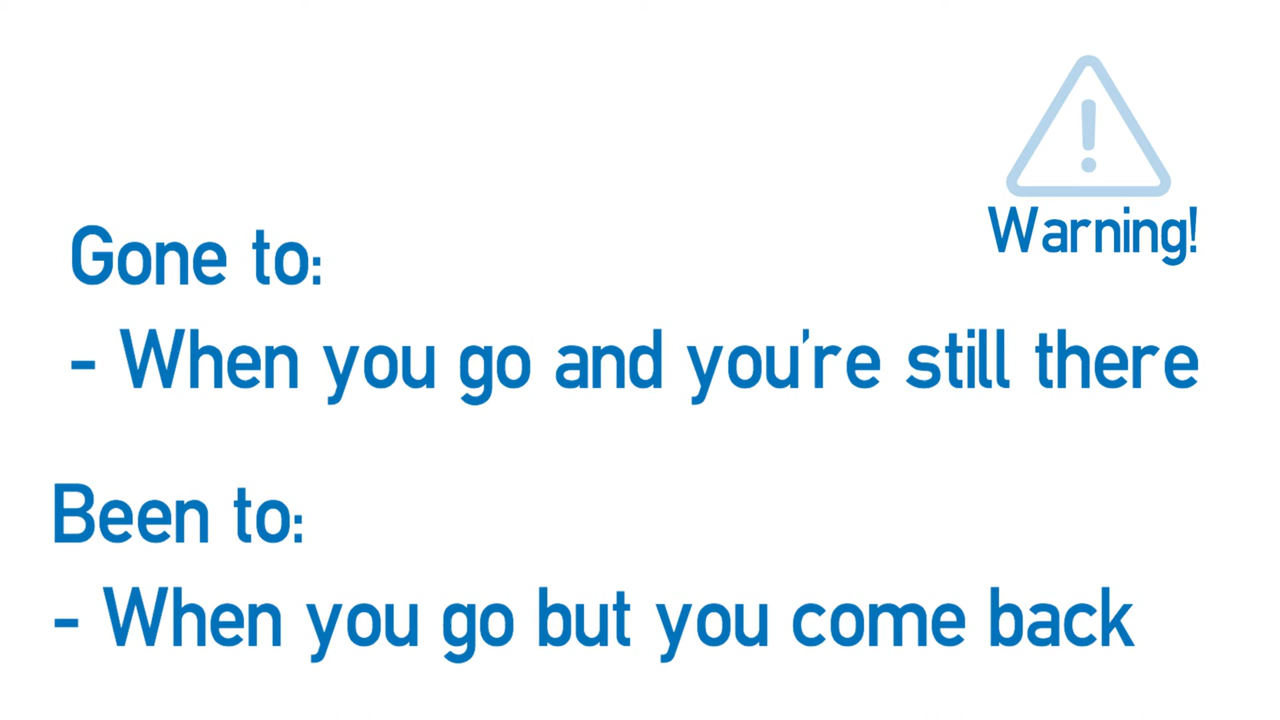 Warning!
Gone to:
- When you go and you're still there
Been to:
- When you go but you come back